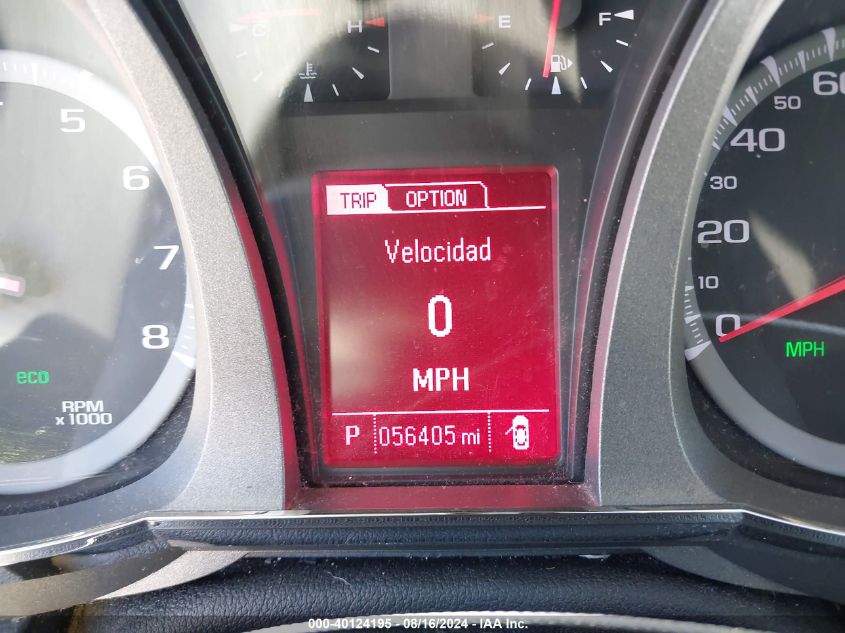 C H
E F
5
6
7
8
eco
RPM
x1000
TRIP OPTION
Velocidad
0
MPH
P 056405 mi
60
50
40
30
20
10
0
MPH
000-40124195 - 08/16/2024 - IAA Inc.